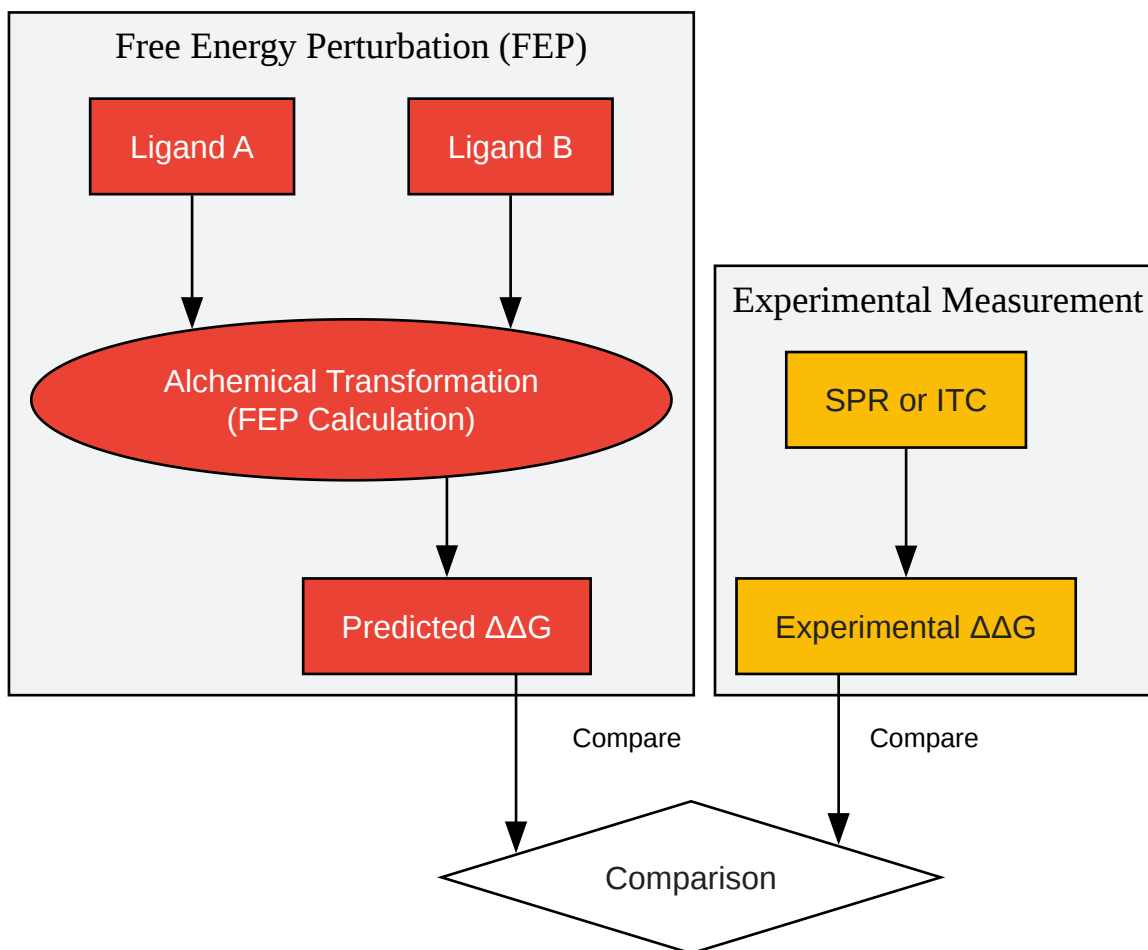 Free Energy Perturbation (FEP)
Ligand A
Ligand B
Alchemical Transformation
(FEP Calculation)
Predicted ΔΔG
Experimental Measurement
SPR or ITC
Experimental ΔΔG
Compare
Compare
Comparison